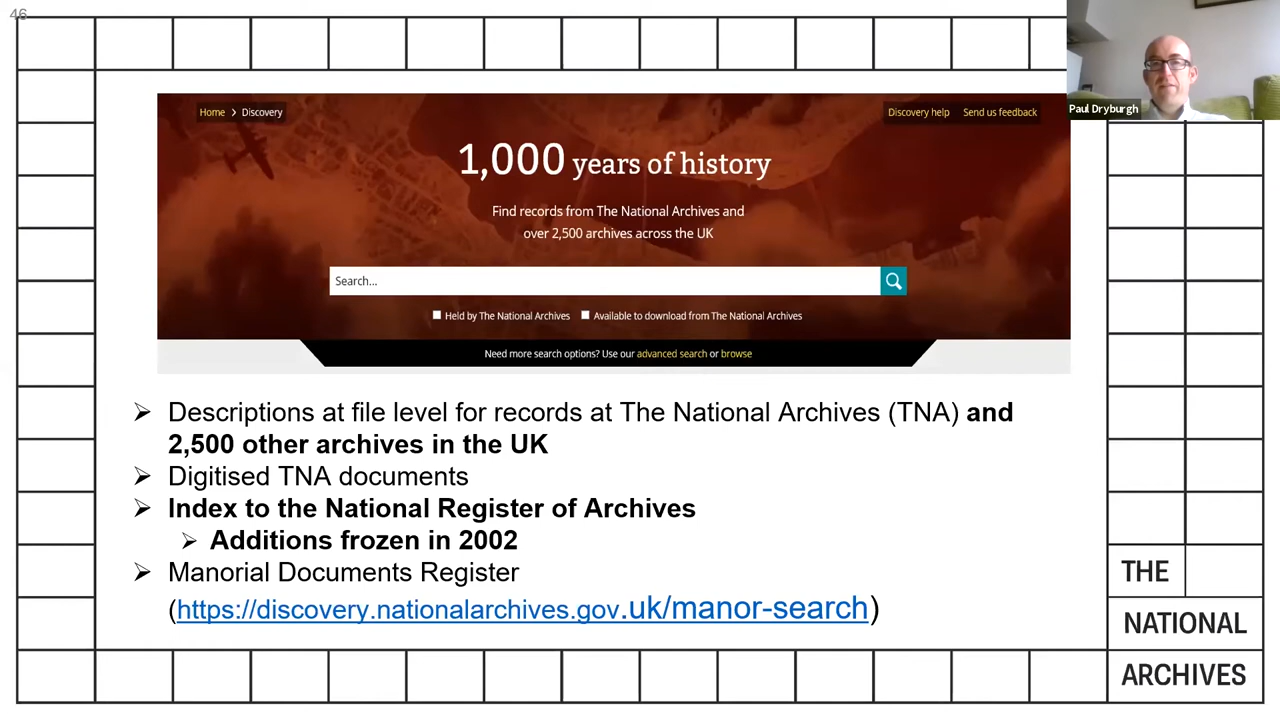 46
Paul Dryburgh
Home > Discovery
Discovery help Send us feedback
1,000 years of history
Find records from The National Archives and
over 2,500 archives across the UK
Search...
Held by The National Archives Available to download from The National Archives
Need more search options? Use our advanced search or browse
➢ Descriptions at file level for records at The National Archives (TNA) and
2,500 other archives in the UK
➢ Digitised TNA documents
➢ Index to the National Register of Archives
➢ Additions frozen in 2002
➢ Manorial Documents Register
(https://discovery.nationalarchives.gov.uk/manor-search)
THE
NATIONAL
ARCHIVES